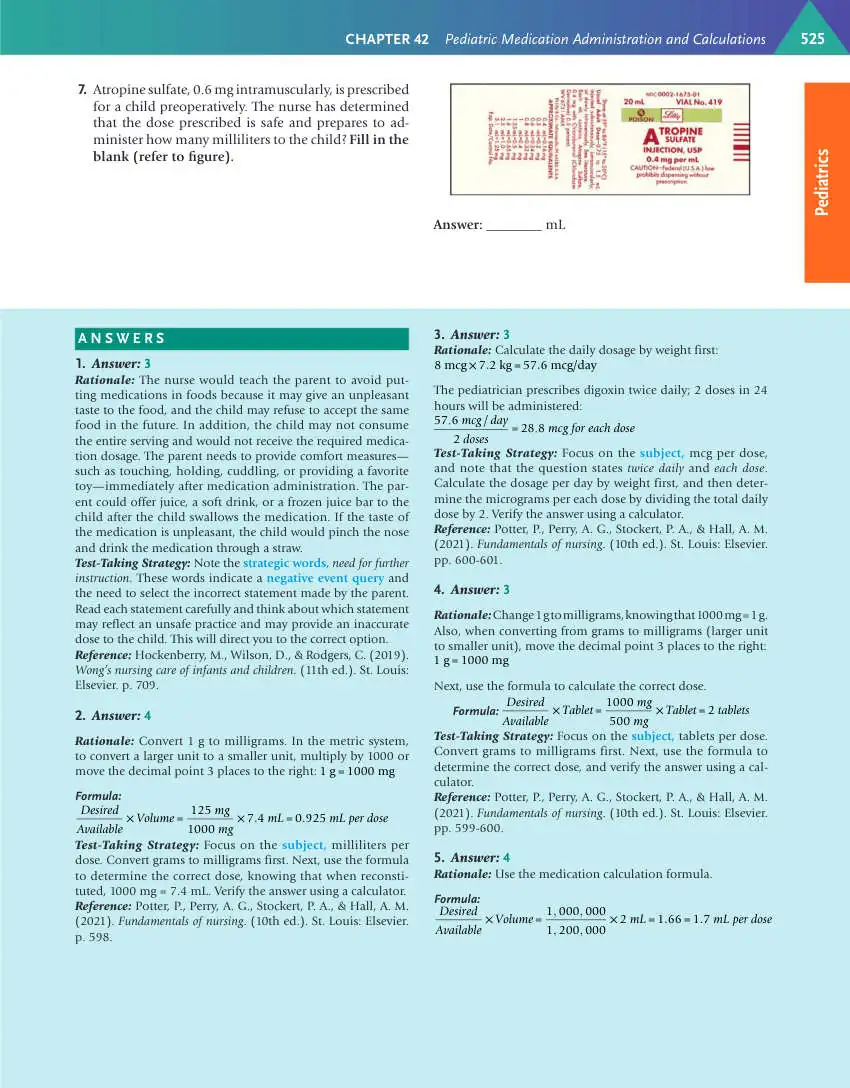 CHAPTER 42 Pediatric Medication Administration and Calculations 525
7. Atropine sulfate, 0.6 mg intramuscularly, is prescribed
for a child preoperatively. The nurse has determined
that the dose prescribed is safe and prepares to ad-
minister how many milliliters to the child? Fill in the
blank (refer to figure).
NDC 0002-1675-01
20 mL VIAL No. 419
POISON Lilly
ATROPINE
SULFATE
INJECTION, USP
0.4 mg per mL
CAUTION—Federal (U.S.A.) law
prohibits dispensing without
prescription.
Answer: ________ mL
Pediatrics
ANSWERS
1. Answer: 3
Rationale: The nurse would teach the parent to avoid put-
ting medications in foods because it may give an unpleasant
taste to the food, and the child may refuse to accept the same
food in the future. In addition, the child may not consume
the entire serving and would not receive the required medica-
tion dosage. The parent needs to provide comfort measures—
such as touching, holding, cuddling, or providing a favorite
toy—immediately after medication administration. The par-
ent could offer juice, a soft drink, or a frozen juice bar to the
child after the child swallows the medication. If the taste of
the medication is unpleasant, the child would pinch the nose
and drink the medication through a straw.
Test-Taking Strategy: Note the strategic words, need for further
instruction. These words indicate a negative event query and
the need to select the incorrect statement made by the parent.
Read each statement carefully and think about which statement
may reflect an unsafe practice and may provide an inaccurate
dose to the child. This will direct you to the correct option.
Reference: Hockenberry, M., Wilson, D., & Rodgers, C. (2019).
Wong's nursing care of infants and children. (11th ed.). St. Louis:
Elsevier. p. 709.
2. Answer: 4
Rationale: Convert 1 g to milligrams. In the metric system,
to convert a larger unit to a smaller unit, multiply by 1000 or
move the decimal point 3 places to the right: 1 g = 1000 mg
Formula:
Desired / Available × Volume = 125 mg / 1000 mg × 7.4 mL = 0.925 mL per dose
Test-Taking Strategy: Focus on the subject, milliliters per
dose. Convert grams to milligrams first. Next, use the formula
to determine the correct dose, knowing that when reconsti-
tuted, 1000 mg = 7.4 mL. Verify the answer using a calculator.
Reference: Potter, P., Perry, A. G., Stockert, P. A., & Hall, A. M.
(2021). Fundamentals of nursing. (10th ed.). St. Louis: Elsevier.
p. 598.
3. Answer: 3
Rationale: Calculate the daily dosage by weight first:
8 mcg × 7.2 kg = 57.6 mcg/day
The pediatrician prescribes digoxin twice daily; 2 doses in 24
hours will be administered:
57.6 mcg / day / 2 doses = 28.8 mcg for each dose
Test-Taking Strategy: Focus on the subject, mcg per dose,
and note that the question states twice daily and each dose.
Calculate the dosage per day by weight first, and then deter-
mine the micrograms per each dose by dividing the total daily
dose by 2. Verify the answer using a calculator.
Reference: Potter, P., Perry, A. G., Stockert, P. A., & Hall, A. M.
(2021). Fundamentals of nursing. (10th ed.). St. Louis: Elsevier.
pp. 600-601.
4. Answer: 3
Rationale: Change 1 g to milligrams, knowing that 1000 mg = 1 g.
Also, when converting from grams to milligrams (larger unit
to smaller unit), move the decimal point 3 places to the right:
1 g = 1000 mg
Next, use the formula to calculate the correct dose.
Formula: Desired / Available × Tablet = 1000 mg / 500 mg × Tablet = 2 tablets
Test-Taking Strategy: Focus on the subject, tablets per dose.
Convert grams to milligrams first. Next, use the formula to
determine the correct dose, and verify the answer using a cal-
culator.
Reference: Potter, P., Perry, A. G., Stockert, P. A., & Hall, A. M.
(2021). Fundamentals of nursing. (10th ed.). St. Louis: Elsevier.
pp. 599-600.
5. Answer: 4
Rationale: Use the medication calculation formula.
Formula:
Desired / Available × Volume = 1,000,000 / 1,200,000 × 2 mL = 1.66 = 1.7 mL per dose